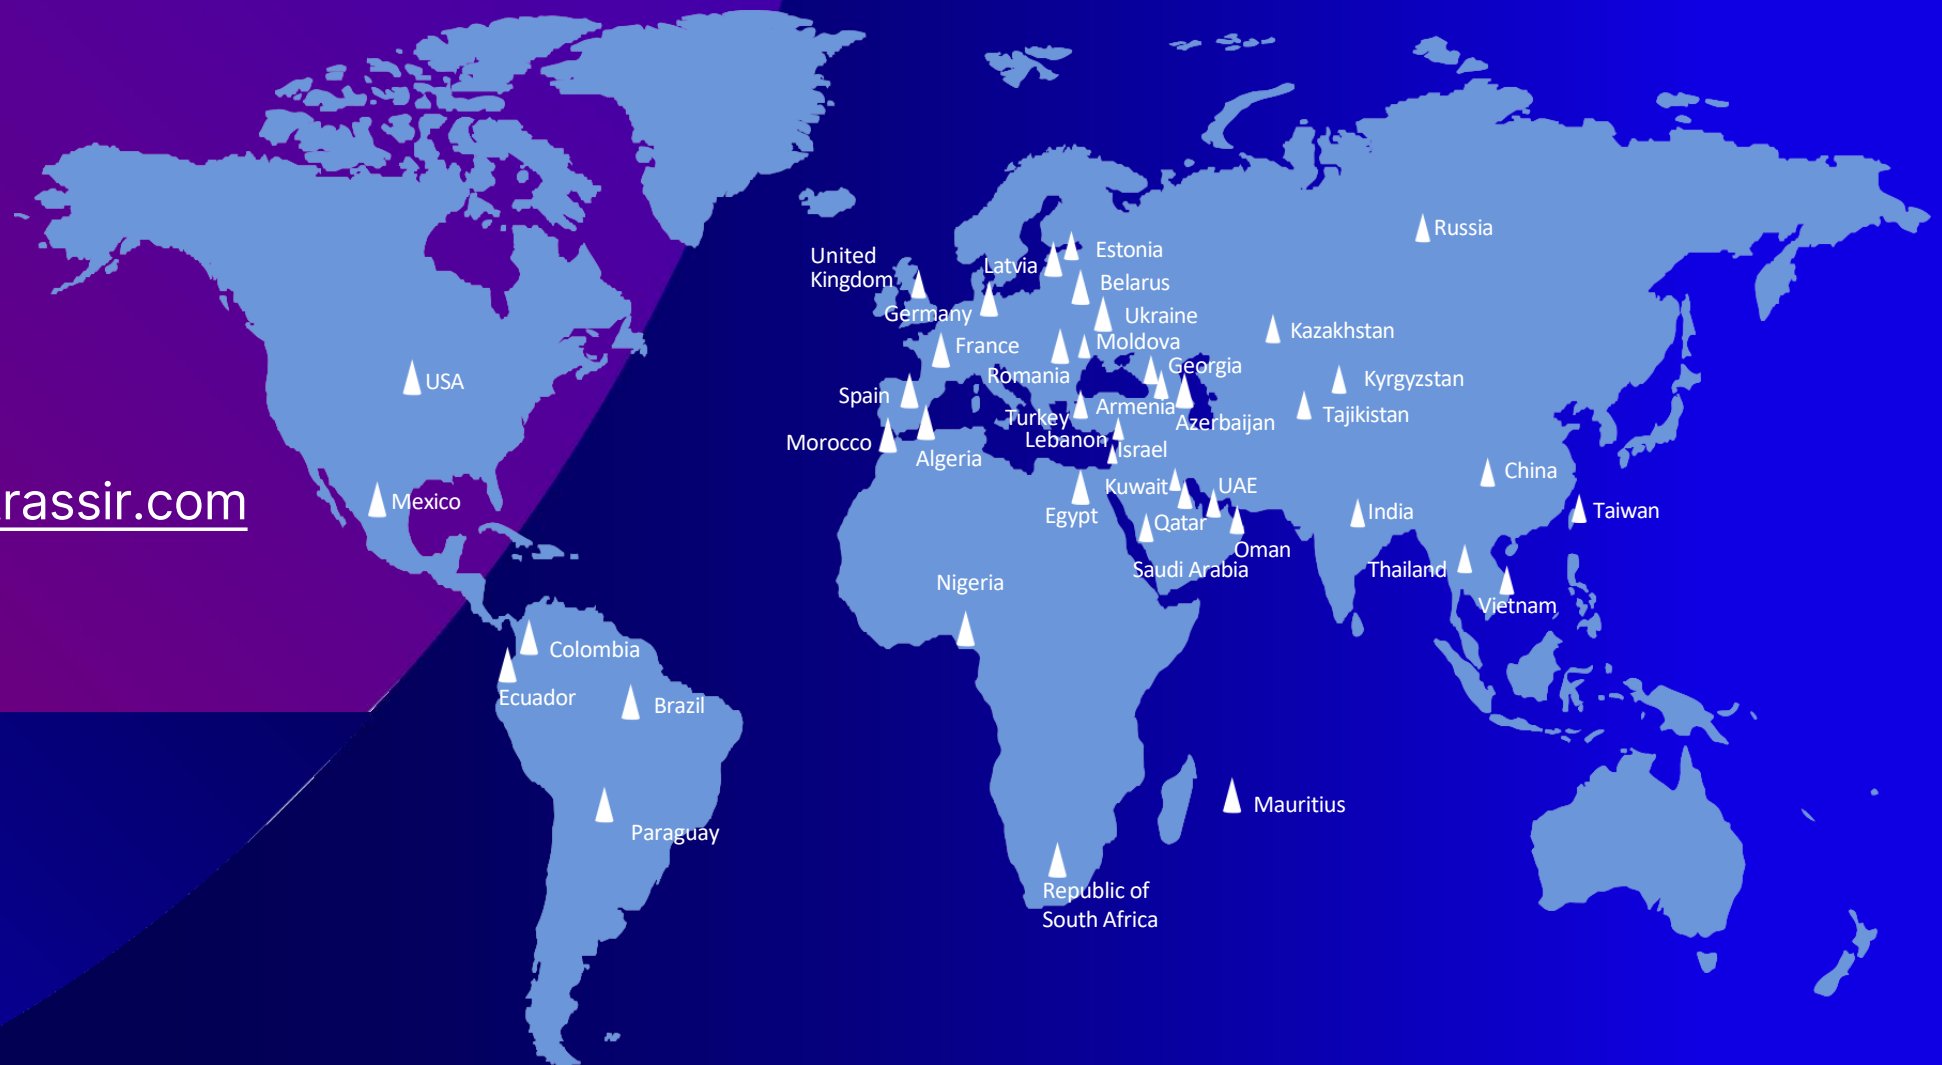 Russia
Estonia
United
Kingdom
Latvia
Belarus
Germany
Ukraine
Kazakhstan
Moldova
France
Georgia
Romania
Kyrgyzstan
USA
Spain
Armenia
Tajikistan
Turkey
Azerbaijan
Lebanon
Morocco
Israel
Algeria
China
Kuwait
UAE
rassir.com
Mexico
India
Taiwan
Egypt
Qatar
Oman
Saudi Arabia
Thailand
Nigeria
Vietnam
Colombia
Ecuador
Brazil
Mauritius
Paraguay
Republic of
South Africa